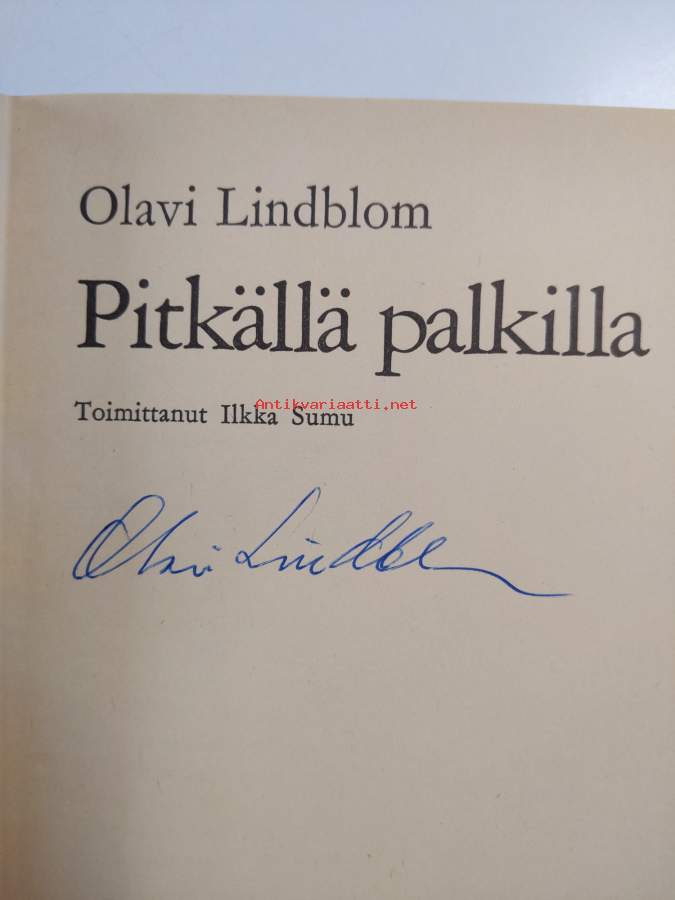 Olavi Lindblom
Pitkällä palkilla
Antikvariaatti.net
Toimittanut Ilkka Sumu
Olavi Lindblom